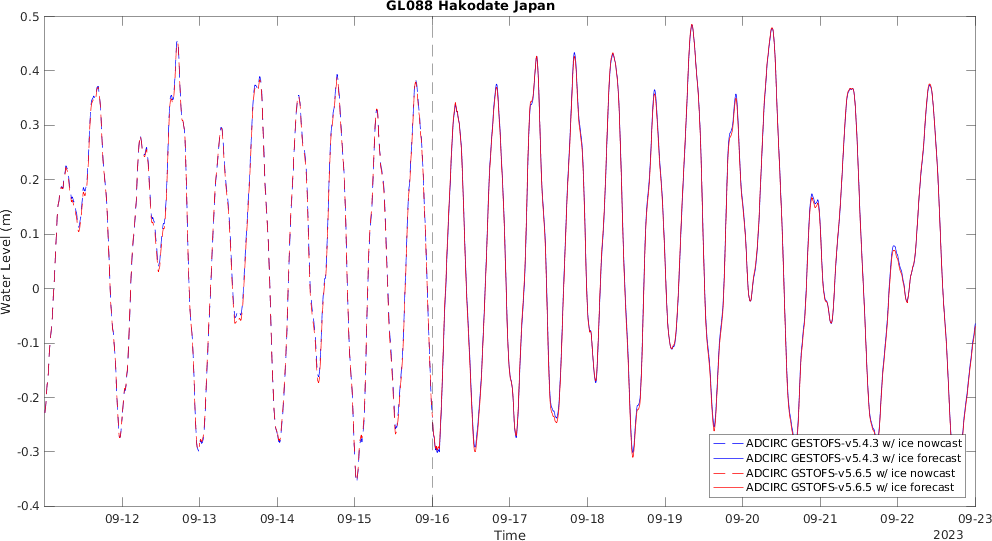 GL088 Hakodate Japan
0.5
0.4
0.3
0.2
0.1
0
-0.1
-0.2
-0.3
-0.4
Water Level (m)
ADCIRC GESTOFS-v5.4.3 w/ ice nowcast
ADCIRC GESTOFS-v5.4.3 w/ ice forecast
ADCIRC GSTOFS-v5.6.5 w/ ice nowcast
ADCIRC GSTOFS-v5.6.5 w/ ice forecast
09-12 09-13 09-14 09-15 09-16 09-17 09-18 09-19 09-20 09-21 09-22 09-23
Time
2023